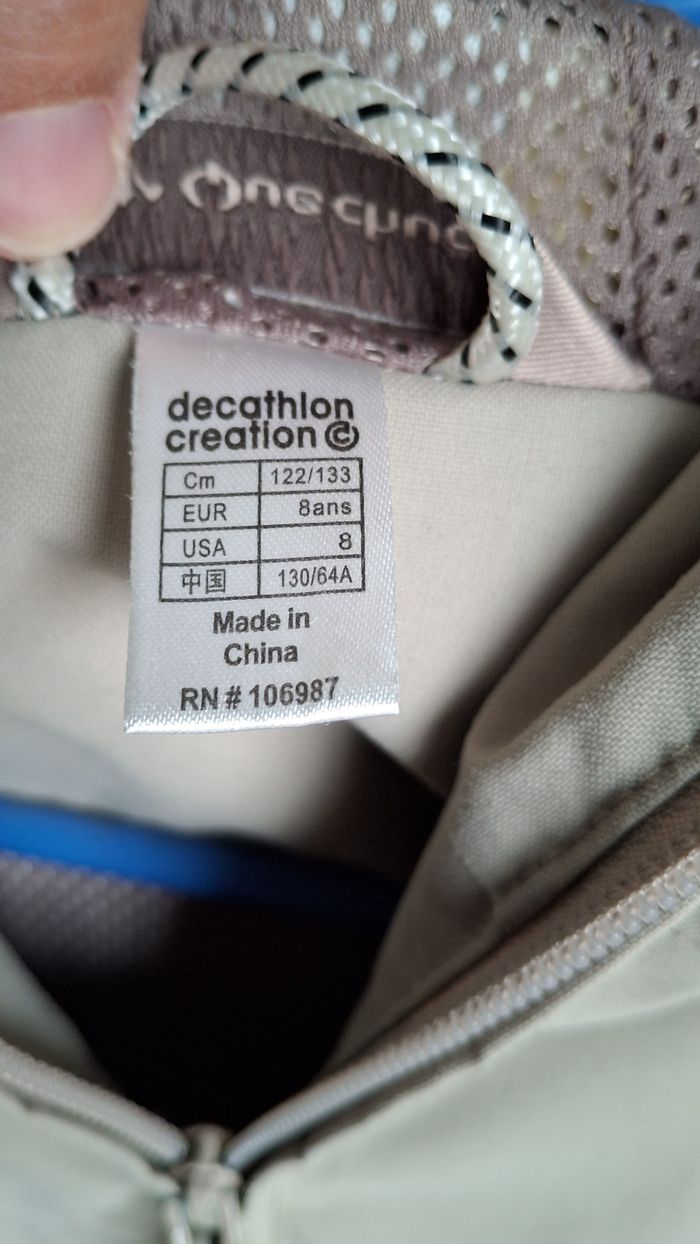 decathlon
creation ©
Cm 122/133
EUR 8ans
USA 8
中国 130/64A
Made in
China
RN # 106987